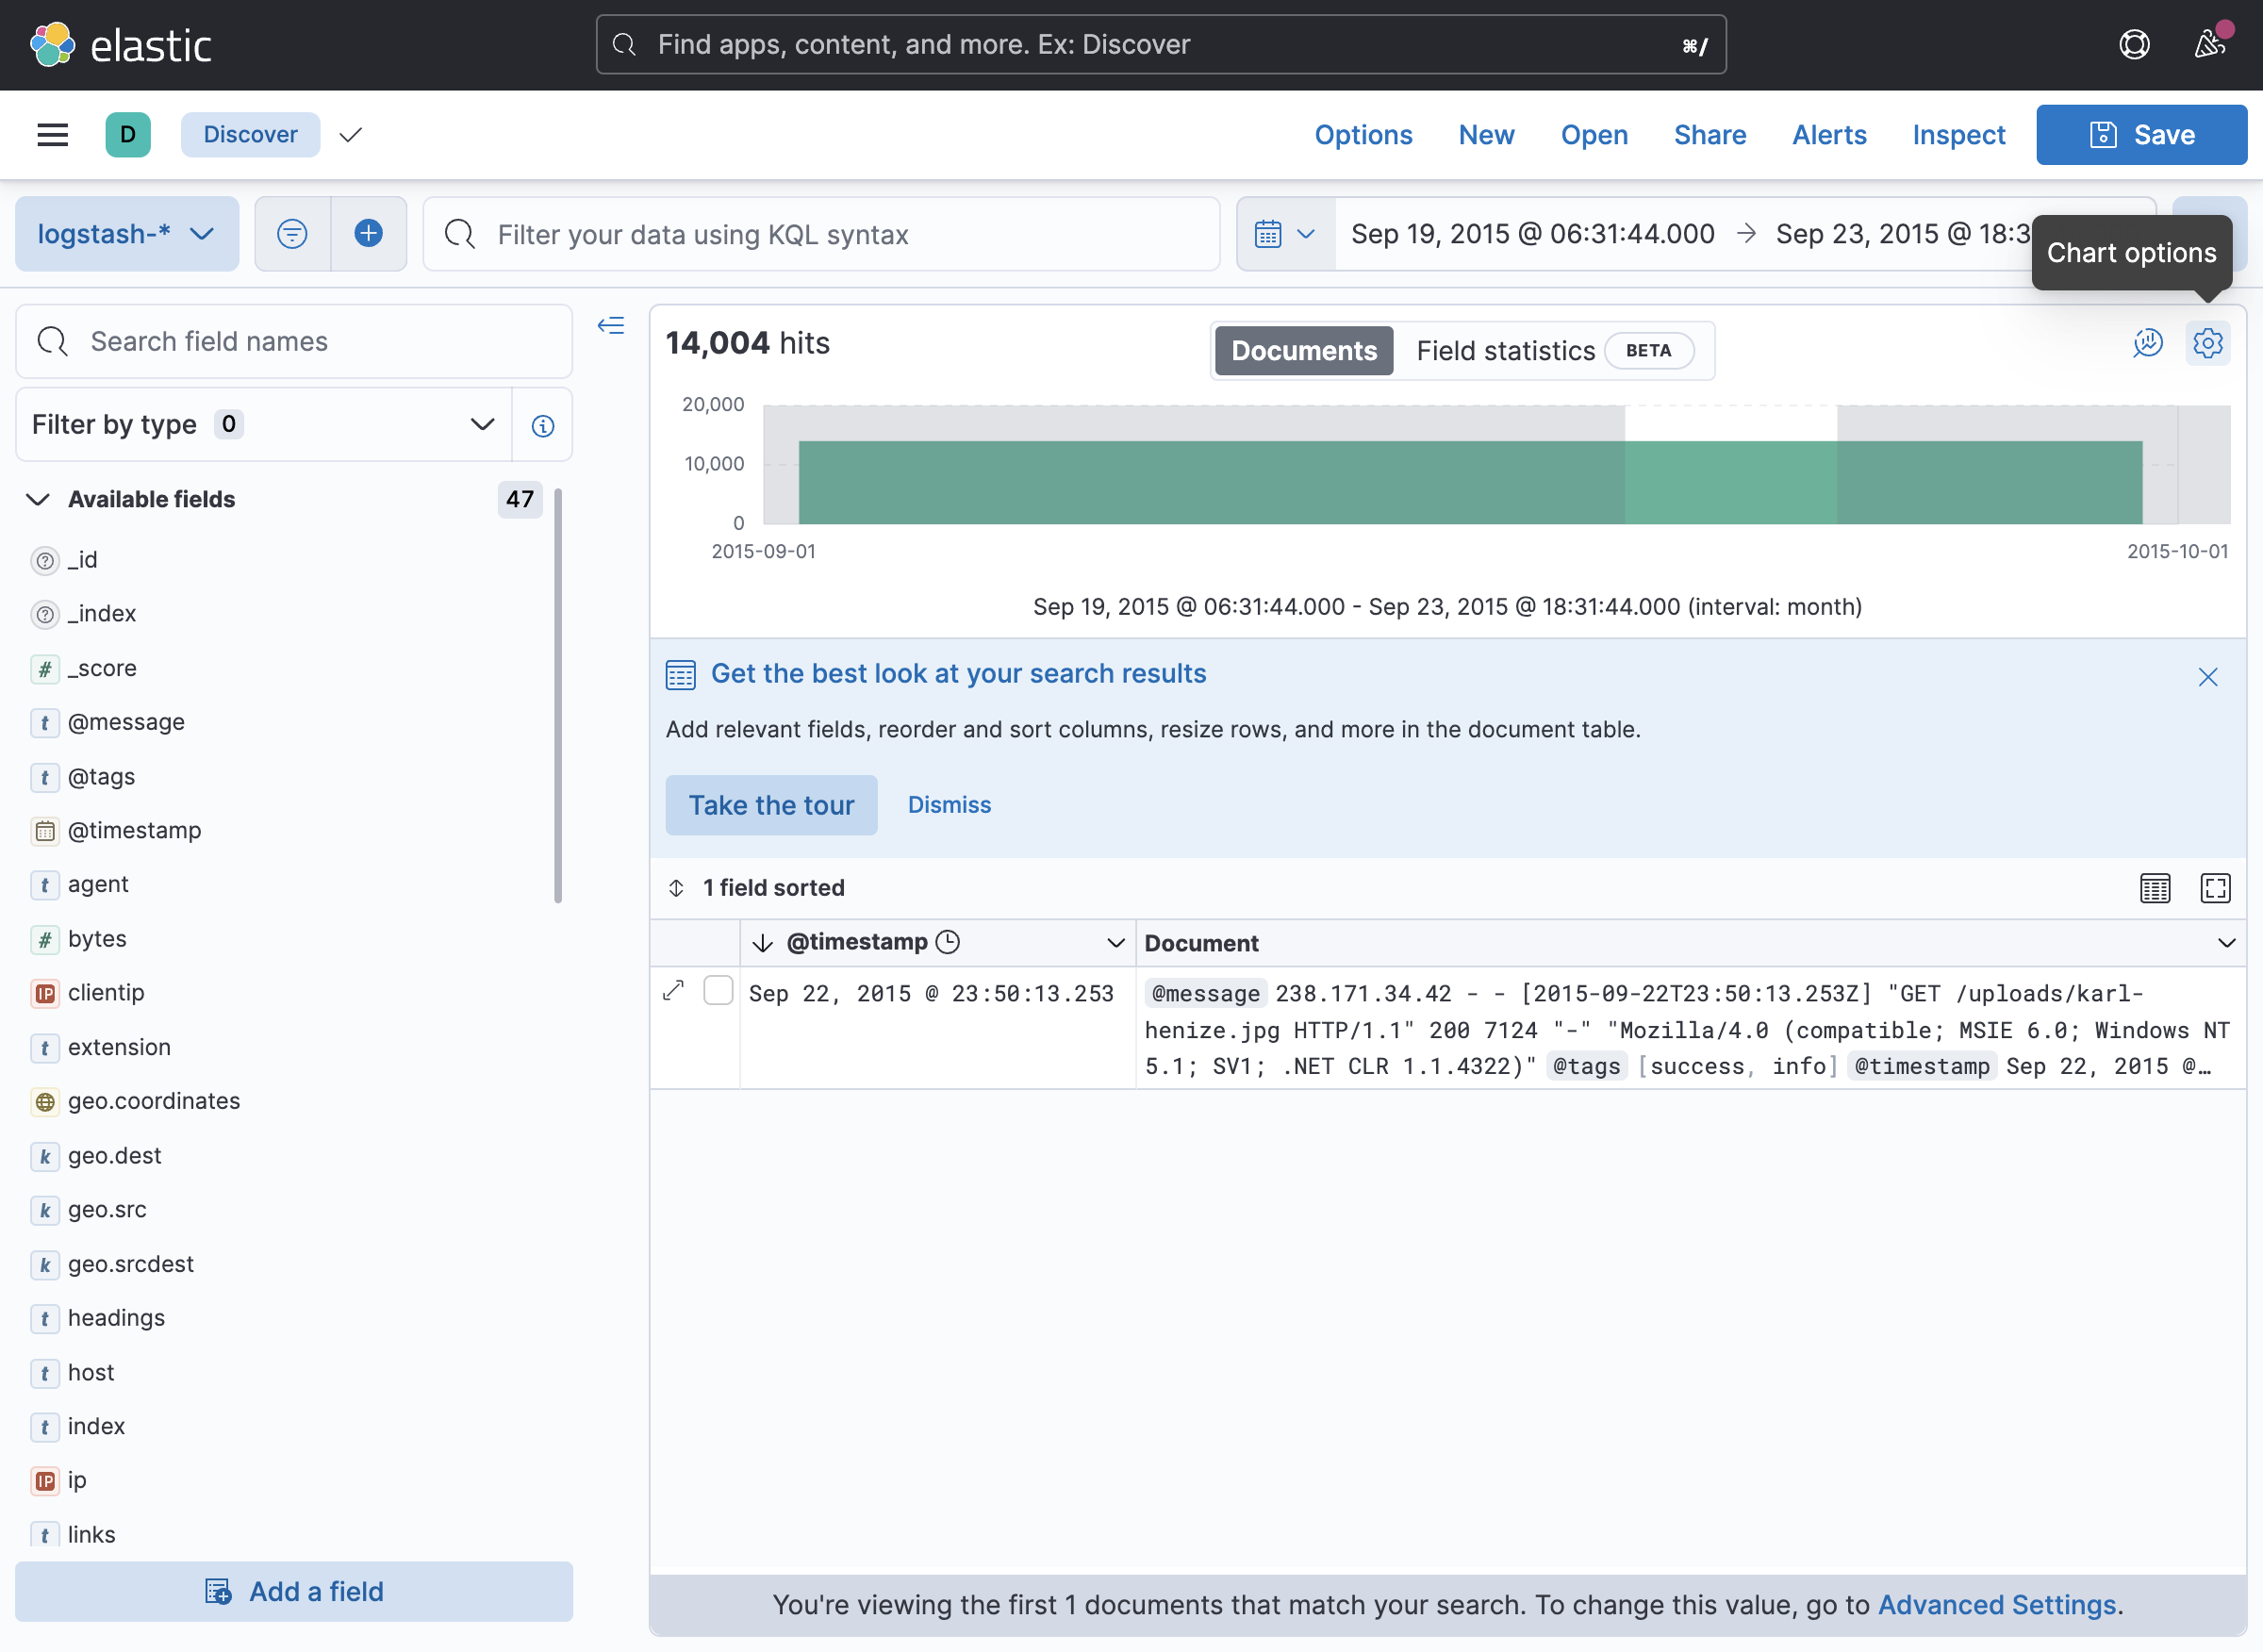 elastic
Find apps, content, and more. Ex: Discover ⌘/
D Discover Options New Open Share Alerts Inspect Save
logstash-* Filter your data using KQL syntax Sep 19, 2015 @ 06:31:44.000 → Sep 23, 2015 @ 18:3
Chart options
Search field names
Filter by type 0
Available fields 47
_id
_index
# _score
t @message
t @tags
@timestamp
t agent
# bytes
IP clientip
t extension
geo.coordinates
k geo.dest
k geo.src
k geo.srcdest
t headings
t host
t index
IP ip
t links
Add a field
14,004 hits
Documents Field statistics BETA
20,000
10,000
0
2015-09-01 2015-10-01
Sep 19, 2015 @ 06:31:44.000 - Sep 23, 2015 @ 18:31:44.000 (interval: month)
Get the best look at your search results
Add relevant fields, reorder and sort columns, resize rows, and more in the document table.
Take the tour Dismiss
1 field sorted
@timestamp Document
Sep 22, 2015 @ 23:50:13.253 @message 238.171.34.42 - - [2015-09-22T23:50:13.253Z] "GET /uploads/karl-
henize.jpg HTTP/1.1" 200 7124 "-" "Mozilla/4.0 (compatible; MSIE 6.0; Windows NT
5.1; SV1; .NET CLR 1.1.4322)" @tags [success, info] @timestamp Sep 22, 2015 @…
You're viewing the first 1 documents that match your search. To change this value, go to Advanced Settings.